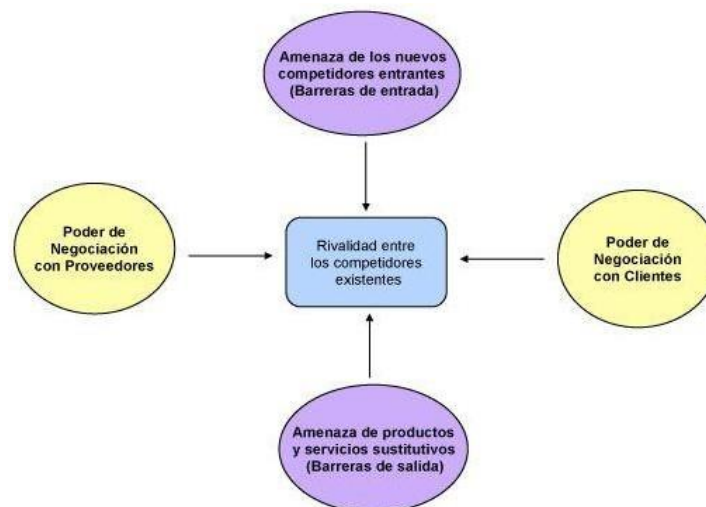 Amenaza de los nuevos
competidores entrantes
(Barreras de entrada)
Poder de
Negociación
con Proveedores
Rivalidad entre
los competidores
existentes
Poder de
Negociación
con Clientes
Amenaza de productos
y servicios sustitutivos
(Barreras de salida)